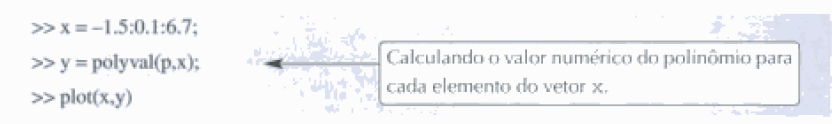 >> x = –1.5:0.1:6.7;
>> y = polyval(p,x);
>> plot(x,y)
Calculando o valor numérico do polinômio para
cada elemento do vetor x.